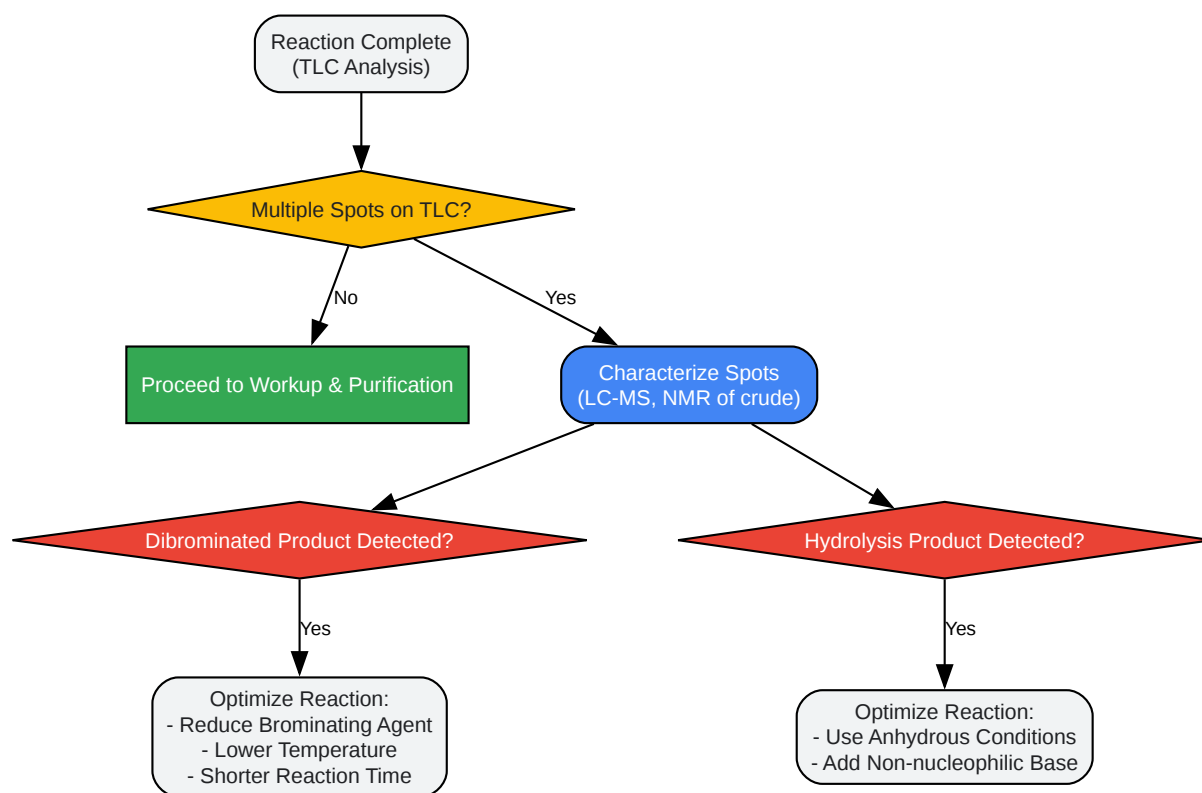 Reaction Complete
(TLC Analysis)
Multiple Spots on TLC?
No
Yes
Proceed to Workup & Purification
Characterize Spots
(LC-MS, NMR of crude)
Dibrominated Product Detected?
Hydrolysis Product Detected?
Yes
Yes
Optimize Reaction:
- Reduce Brominating Agent
- Lower Temperature
- Shorter Reaction Time
Optimize Reaction:
- Use Anhydrous Conditions
- Add Non-nucleophilic Base